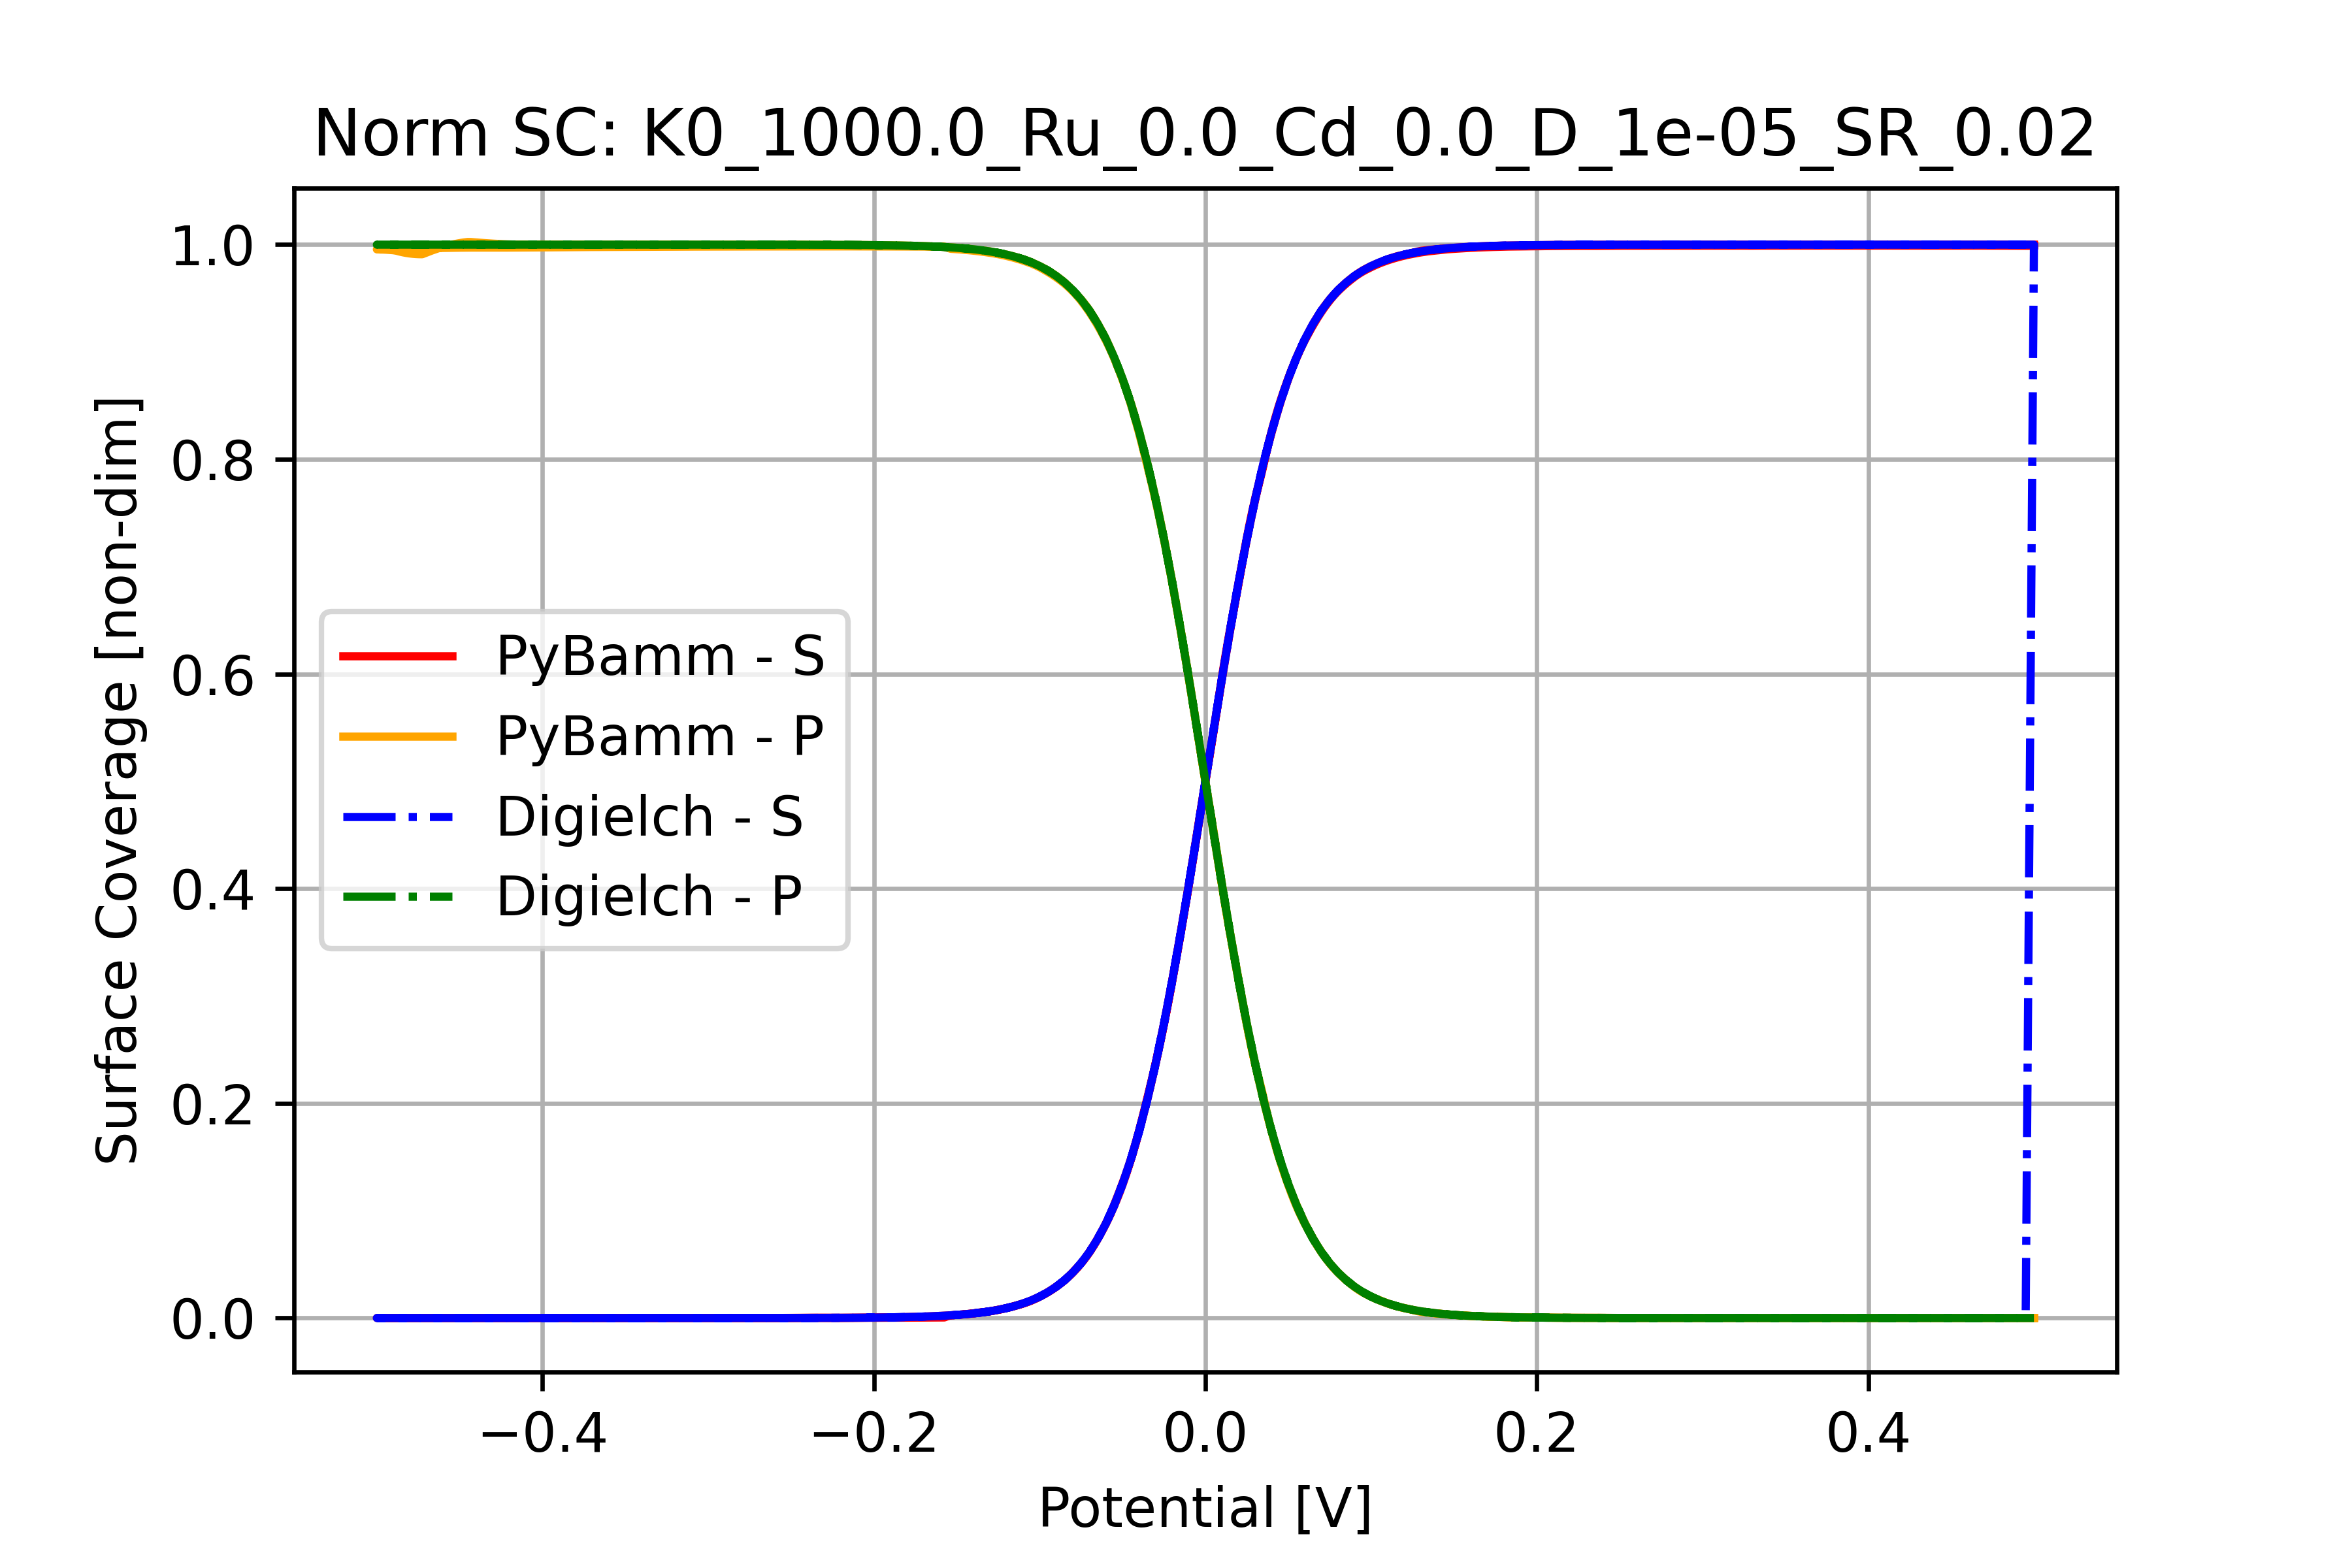 Norm SC: K0_1000.0_Ru_0.0_Cd_0.0_D_1e-05_SR_0.02
Surface Coverage [non-dim]
1.0
0.8
0.6
0.4
0.2
0.0
PyBamm - S
PyBamm - P
Digielch - S
Digielch - P
−0.4
−0.2
0.0
0.2
0.4
Potential [V]